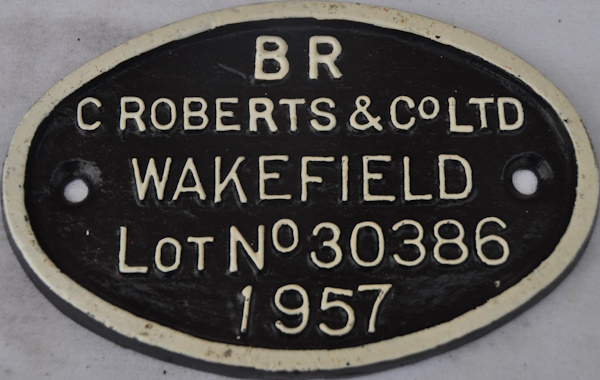 BR
C ROBERTS & Co LTD
WAKEFIELD
LOT No 30386
1957